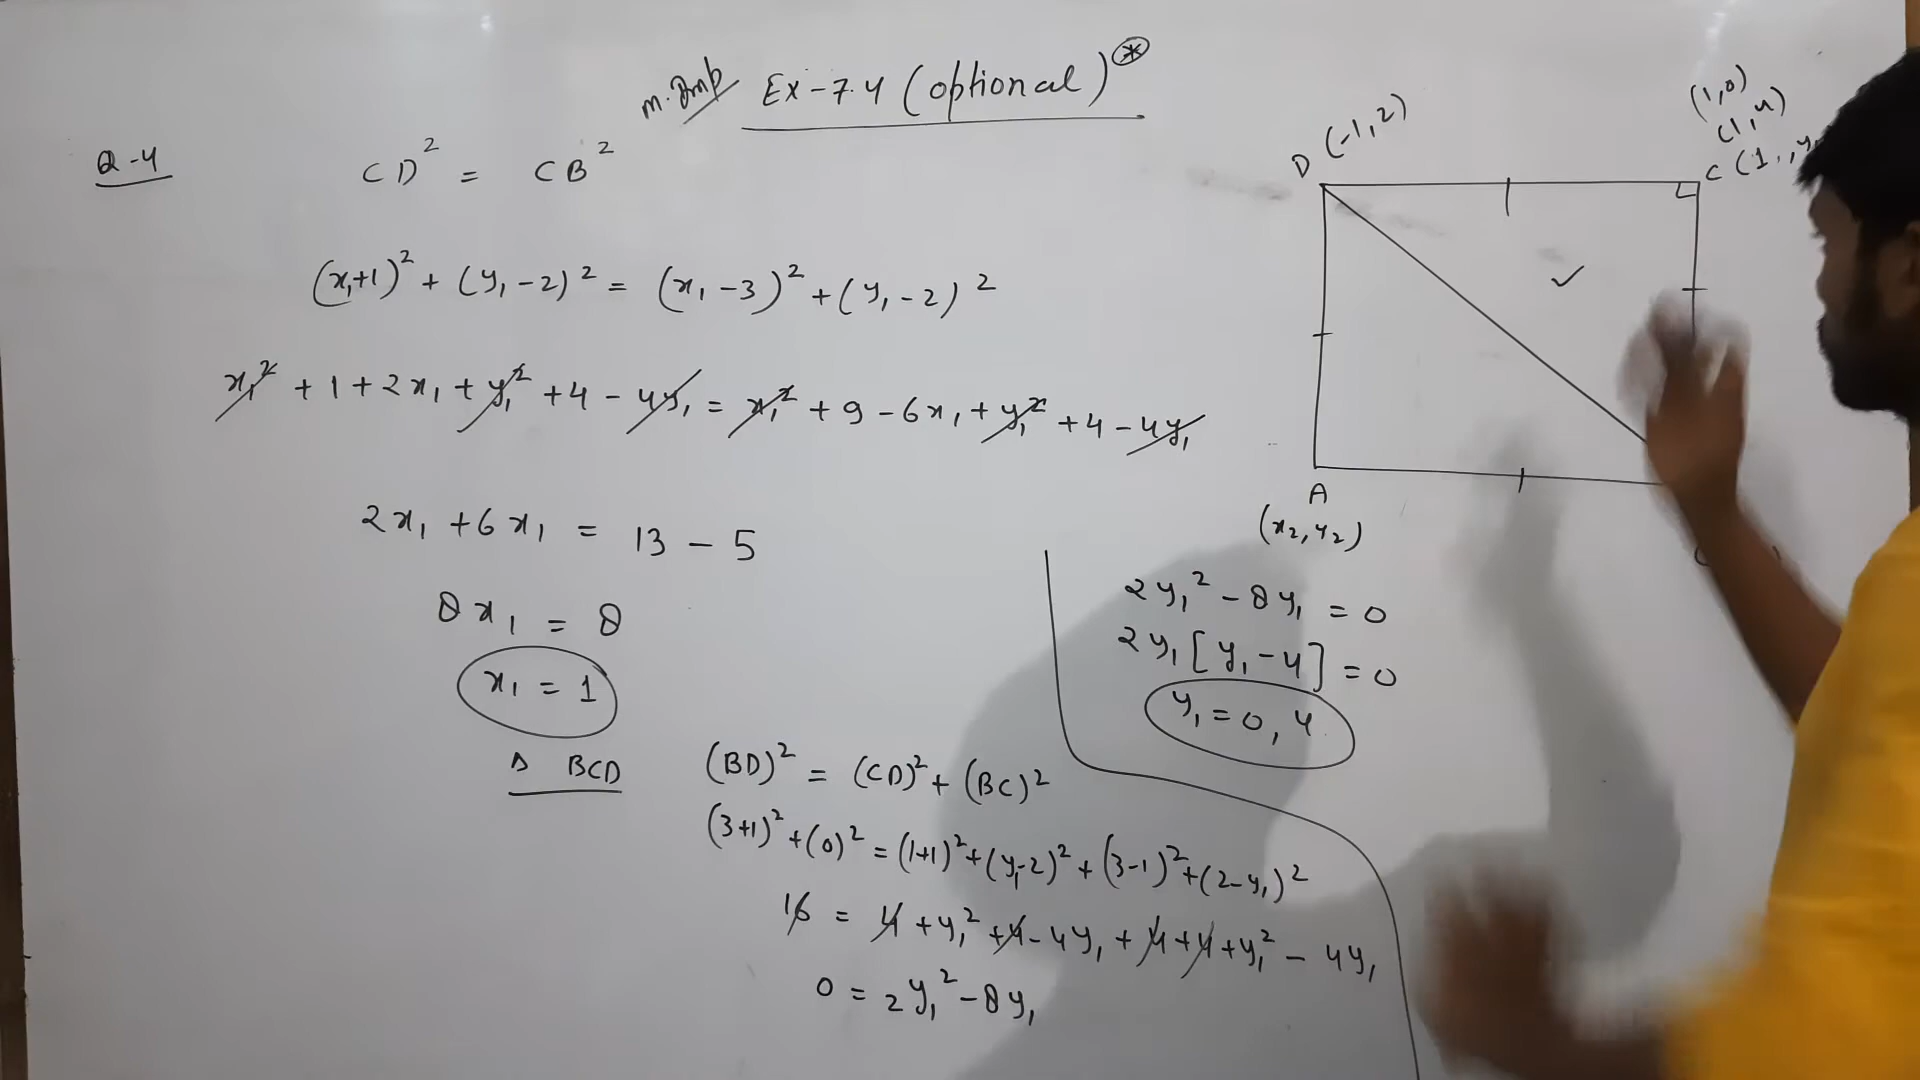 m.Imp Ex-7.4 (optional) *
Q-4
CD² = CB²
(x₁+1)² + (y₁-2)² = (x₁-3)² + (y₁-2)²
x₁² + 1 + 2x₁ + y₁² + 4 - 4y₁ = x₁² + 9 - 6x₁ + y₁² + 4 - 4y₁
2x₁ + 6x₁ = 13 - 5
8x₁ = 8
x₁ = 1
Δ BCD
(BD)² = (CD)² + (BC)²
(3+1)² + (0)² = (1+1)² + (y₁-2)² + (3-1)² + (2-y₁)²
16 = 4 + y₁² + 4 - 4y₁ + 4 + 4 + y₁² - 4y₁
0 = 2y₁² - 8y₁
2y₁² - 8y₁ = 0
2y₁[y₁-4] = 0
y₁ = 0, 4
D (-1,2)
(1,0)
(1,4)
C (1,
A
(x₂,y₂)